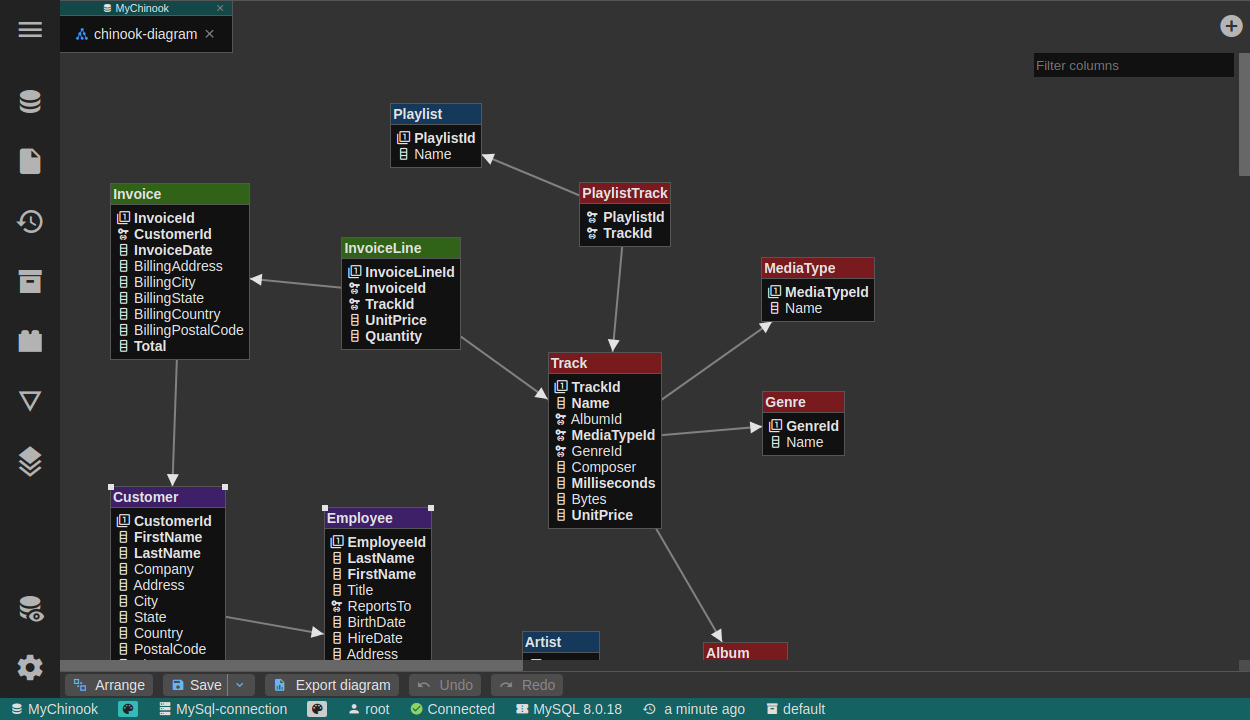 MyChinook
chinook-diagram
Filter columns
Playlist
PlaylistId
Name
Invoice
InvoiceId
CustomerId
InvoiceDate
BillingAddress
BillingCity
BillingState
BillingCountry
BillingPostalCode
Total
InvoiceLine
InvoiceLineId
InvoiceId
TrackId
UnitPrice
Quantity
PlaylistTrack
PlaylistId
TrackId
MediaType
MediaTypeId
Name
Track
TrackId
Name
AlbumId
MediaTypeId
GenreId
Composer
Milliseconds
Bytes
UnitPrice
Genre
GenreId
Name
Customer
CustomerId
FirstName
LastName
Company
Address
City
State
Country
PostalCode
Employee
EmployeeId
LastName
FirstName
Title
ReportsTo
BirthDate
HireDate
Address
Artist
Album
Arrange Save Export diagram Undo Redo
MyChinook MySql-connection root Connected MySQL 8.0.18 a minute ago default